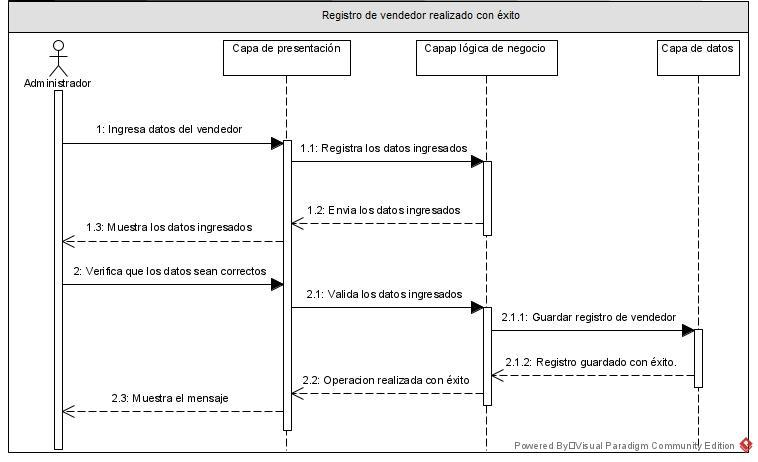 Registro de vendedor realizado con éxito
Administrador
Capa de presentación
Capap lógica de negocio
Capa de datos
1: Ingresa datos del vendedor
1.1: Registra los datos ingresados
1.2: Envia los datos ingresados
1.3: Muestra los datos ingresados
2: Verifica que los datos sean correctos
2.1: Valida los datos ingresados
2.1.1: Guardar registro de vendedor
2.1.2: Registro guardado con éxito.
2.2: Operacion realizada con éxito
2.3: Muestra el mensaje
Powered By Visual Paradigm Community Edition